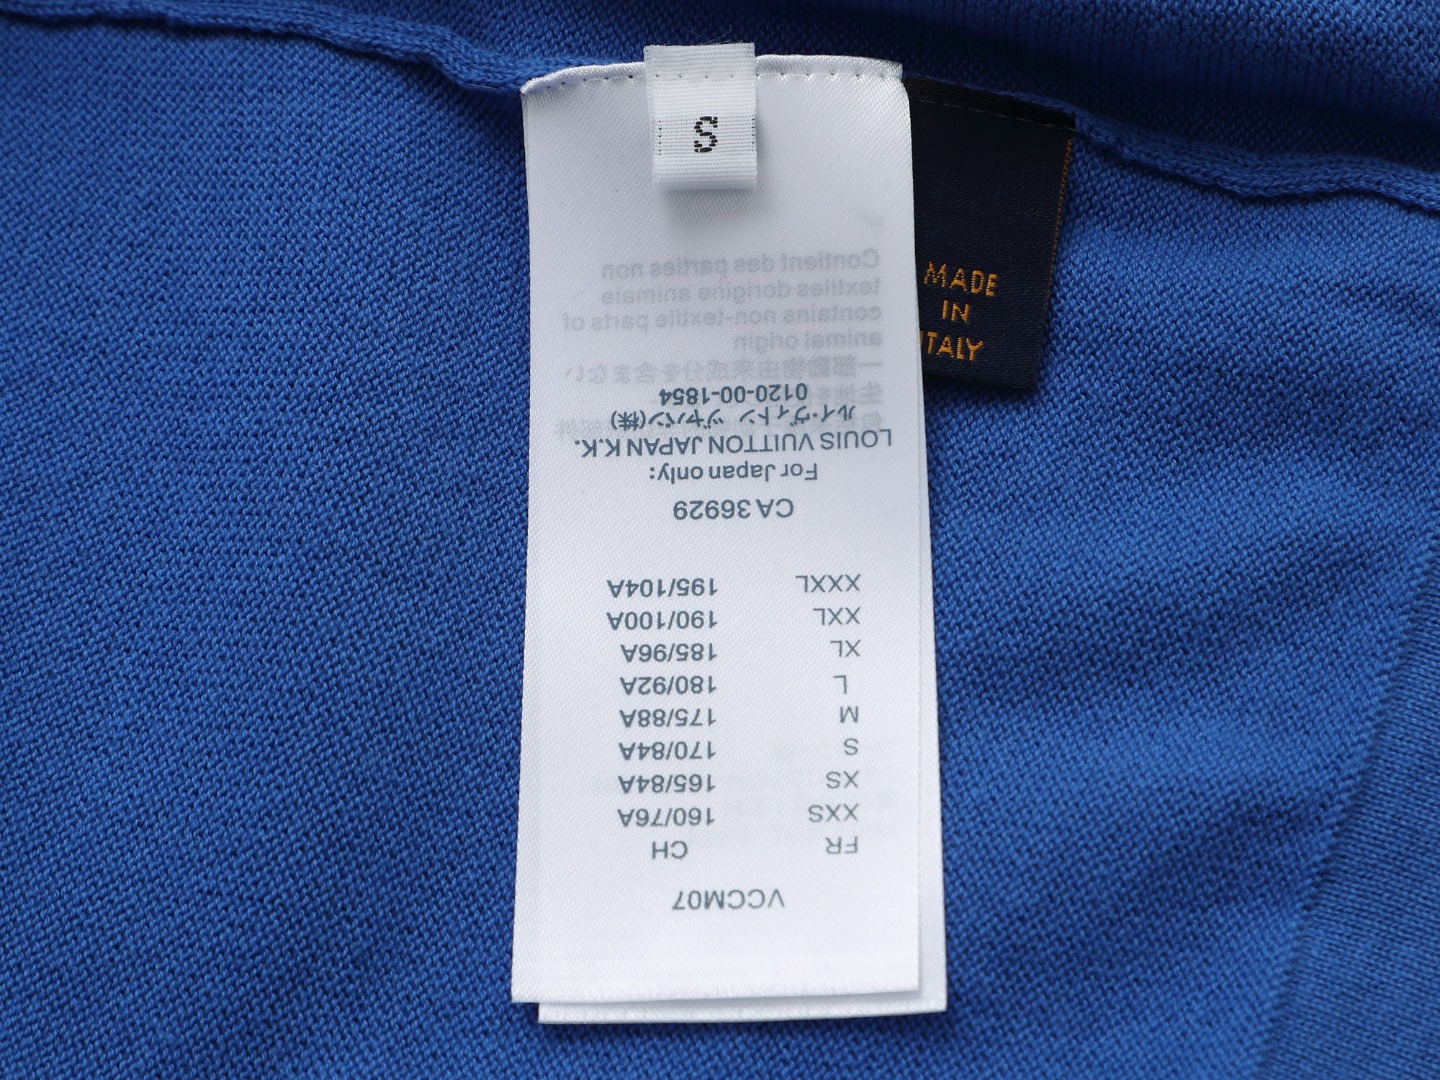 S
MADE
IN
ITALY
VCCM07
FR CH
XXS 160/76A
XS 165/84A
S 170/84A
M 175/88A
L 180/92A
XL 185/96A
XXL 190/100A
XXXL 195/104A
CA 36929
For Japan only:
LOUIS VUITTON JAPAN K.K.
ルイ・ヴィトン ジャパン(株)
0120-00-1854
Contient des parties non
textiles dorigine animale
contains non-textile parts of
animal origin